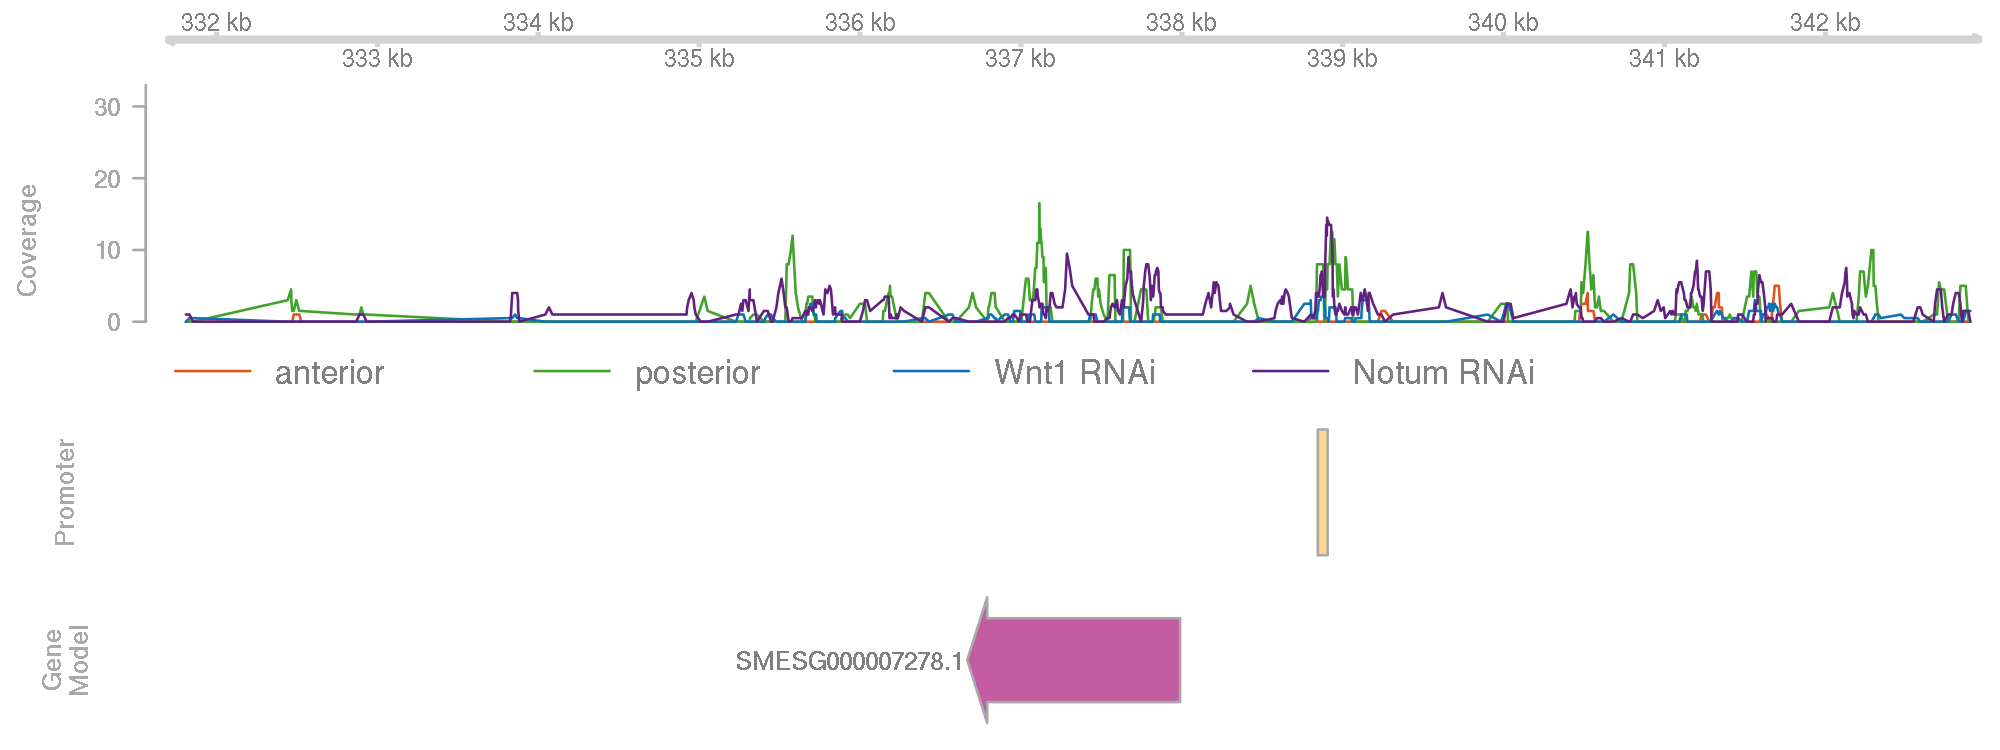 332 kb 334 kb 336 kb 338 kb 340 kb 342 kb
333 kb 335 kb 337 kb 339 kb 341 kb
Coverage
30
20
10
0
anterior posterior Wnt1 RNAi Notum RNAi
Promoter
Gene
Model
SMESG000007278.1